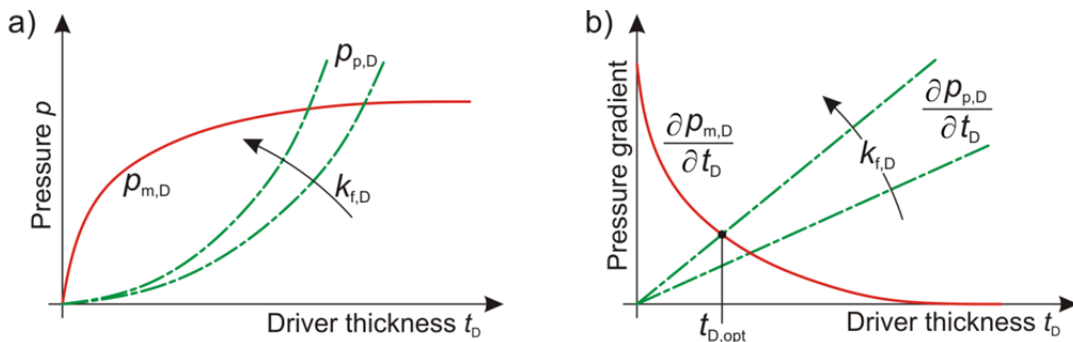 a)
Pressure p
p_p,D
p_m,D
k_f,D
Driver thickness t_D
b)
Pressure gradient
∂p_m,D
∂t_D
∂p_p,D
∂t_D
k_f,D
t_D,opt
Driver thickness t_D